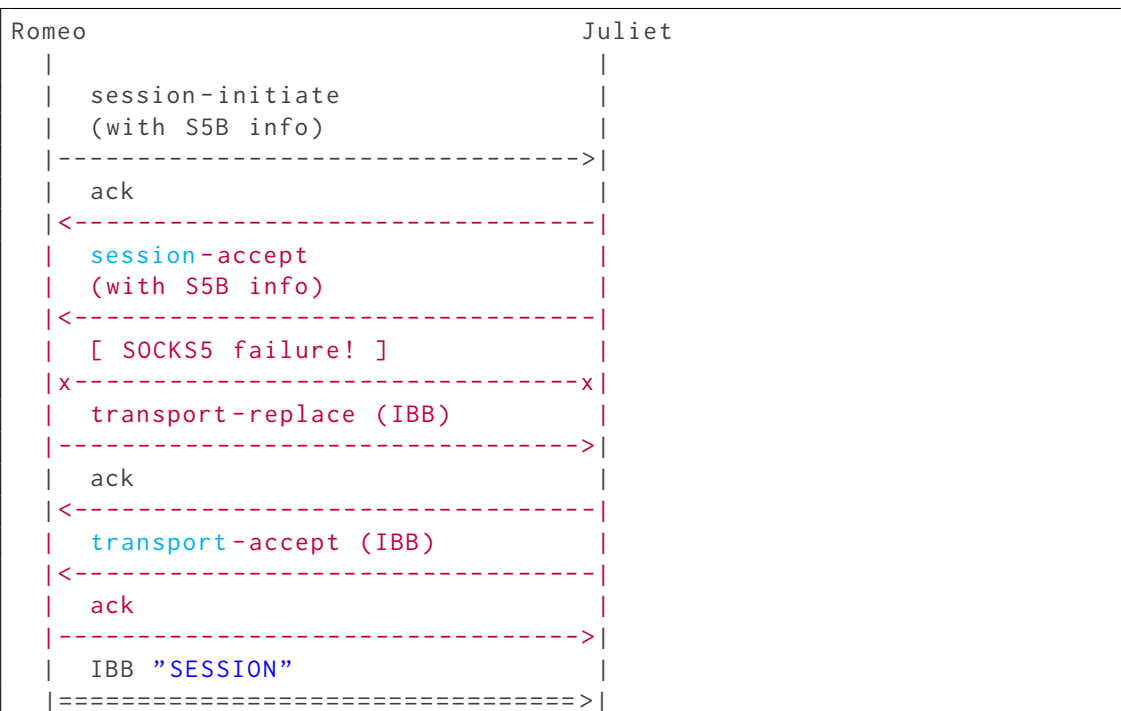 Romeo                               Juliet
  |                                  |
  |  session-initiate                |
  |  (with S5B info)                 |
  |--------------------------------->|
  |  ack                             |
  |<---------------------------------|
  |  session-accept                  |
  |  (with S5B info)                 |
  |<---------------------------------|
  |  [ SOCKS5 failure! ]             |
  |x--------------------------------x|
  |  transport-replace (IBB)         |
  |--------------------------------->|
  |  ack                             |
  |<---------------------------------|
  |  transport-accept (IBB)          |
  |<---------------------------------|
  |  ack                             |
  |--------------------------------->|
  |  IBB ”SESSION”                   |
  |=================================>|